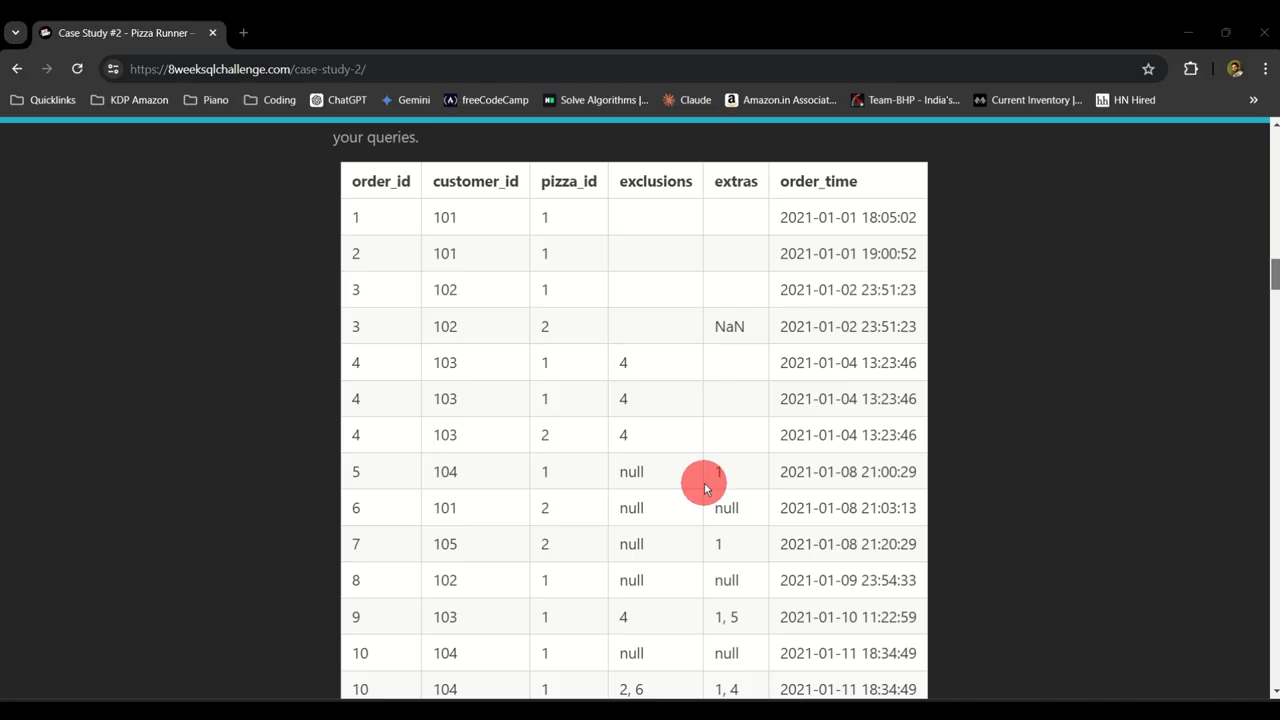 Case Study #2 - Pizza Runner –
https://8weeksqlchallenge.com/case-study-2/
Quicklinks KDP Amazon Piano Coding ChatGPT Gemini freeCodeCamp Solve Algorithms |... Claude Amazon.in Associat... Team-BHP - India's... Current Inventory |... HN Hired
your queries.
order_id customer_id pizza_id exclusions extras order_time
1 101 1 2021-01-01 18:05:02
2 101 1 2021-01-01 19:00:52
3 102 1 2021-01-02 23:51:23
3 102 2 NaN 2021-01-02 23:51:23
4 103 1 4 2021-01-04 13:23:46
4 103 1 4 2021-01-04 13:23:46
4 103 2 4 2021-01-04 13:23:46
5 104 1 null 1 2021-01-08 21:00:29
6 101 2 null null 2021-01-08 21:03:13
7 105 2 null 1 2021-01-08 21:20:29
8 102 1 null null 2021-01-09 23:54:33
9 103 1 4 1, 5 2021-01-10 11:22:59
10 104 1 null null 2021-01-11 18:34:49
10 104 1 2, 6 1, 4 2021-01-11 18:34:49